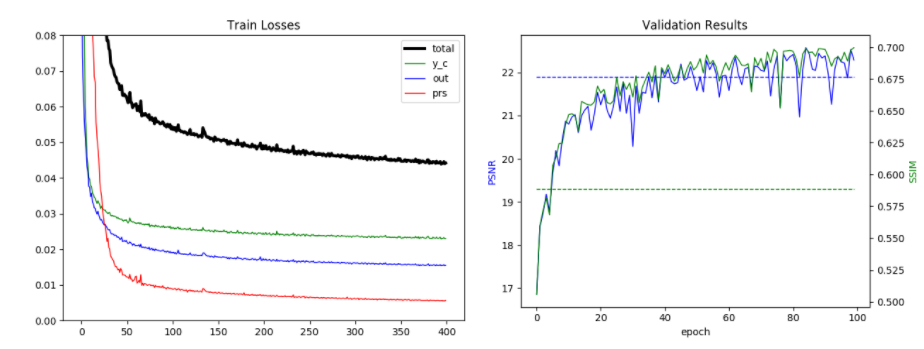 Train Losses
0.08
0.07
0.06
0.05
0.04
0.03
0.02
0.01
0.00
0 50 100 150 200 250 300 350 400
total
y_c
out
prs
Validation Results
PSNR
22
21
20
19
18
17
0 20 40 60 80 100
epoch
0.700
0.675
0.650
0.625
0.600
0.575
0.550
0.525
0.500
SSIM